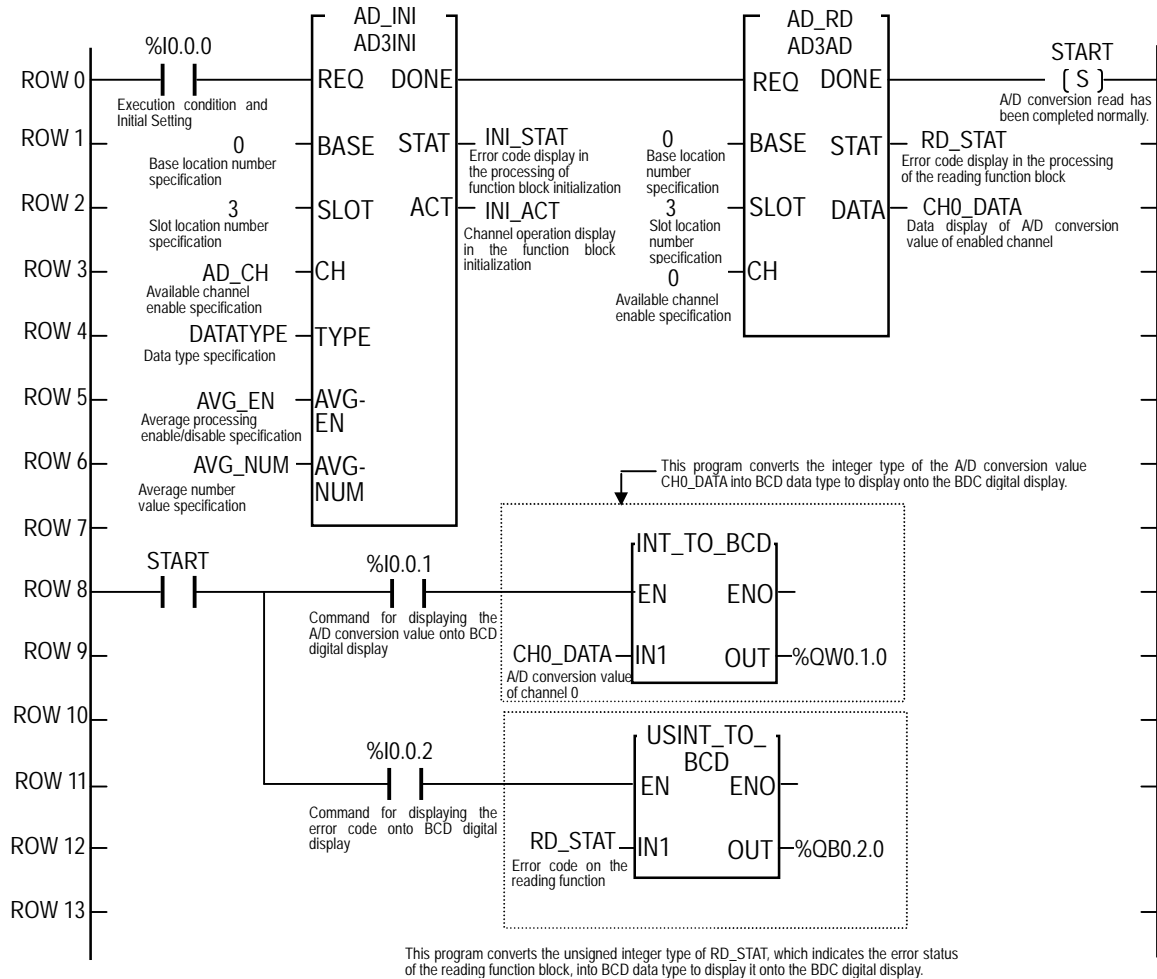 AD_INI
AD3INI
AD_RD
AD3AD
%I0.0.0
START
ROW 0
REQ DONE
REQ DONE
( S )
Execution condition and
Initial Setting
A/D conversion read has
been completed normally.
ROW 1
0
Base location number
specification
BASE STAT
INI_STAT
Error code display in
the processing of
function block initialization
0
Base location
number
specification
BASE STAT
RD_STAT
Error code display in the processing
of the reading function block
ROW 2
3
Slot location number
specification
SLOT ACT
INI_ACT
Channel operation display
in the function block
initialization
3
Slot location
number
specification
SLOT DATA
CH0_DATA
Data display of A/D conversion
value of enabled channel
ROW 3
AD_CH
Available channel
enable specification
CH
0
Available channel
enable specification
CH
ROW 4
DATATYPE
Data type specification
TYPE
ROW 5
AVG_EN
Average processing
enable/disable specification
AVG-
EN
ROW 6
AVG_NUM
Average number
value specification
AVG-
NUM
This program converts the integer type of the A/D conversion value
CH0_DATA into BCD data type to display onto the BDC digital display.
ROW 7
INT_TO_BCD
START
%I0.0.1
ROW 8
EN ENO
Command for displaying the
A/D conversion value onto BCD
digital display
ROW 9
CH0_DATA
A/D conversion value
of channel 0
IN1 OUT
%QW0.1.0
ROW 10
USINT_TO_
BCD
%I0.0.2
ROW 11
EN ENO
Command for displaying the
error code onto BCD digital
display
ROW 12
RD_STAT
Error code on the
reading function
IN1 OUT
%QB0.2.0
ROW 13
This program converts the unsigned integer type of RD_STAT, which indicates the error status
of the reading function block, into BCD data type to display it onto the BDC digital display.